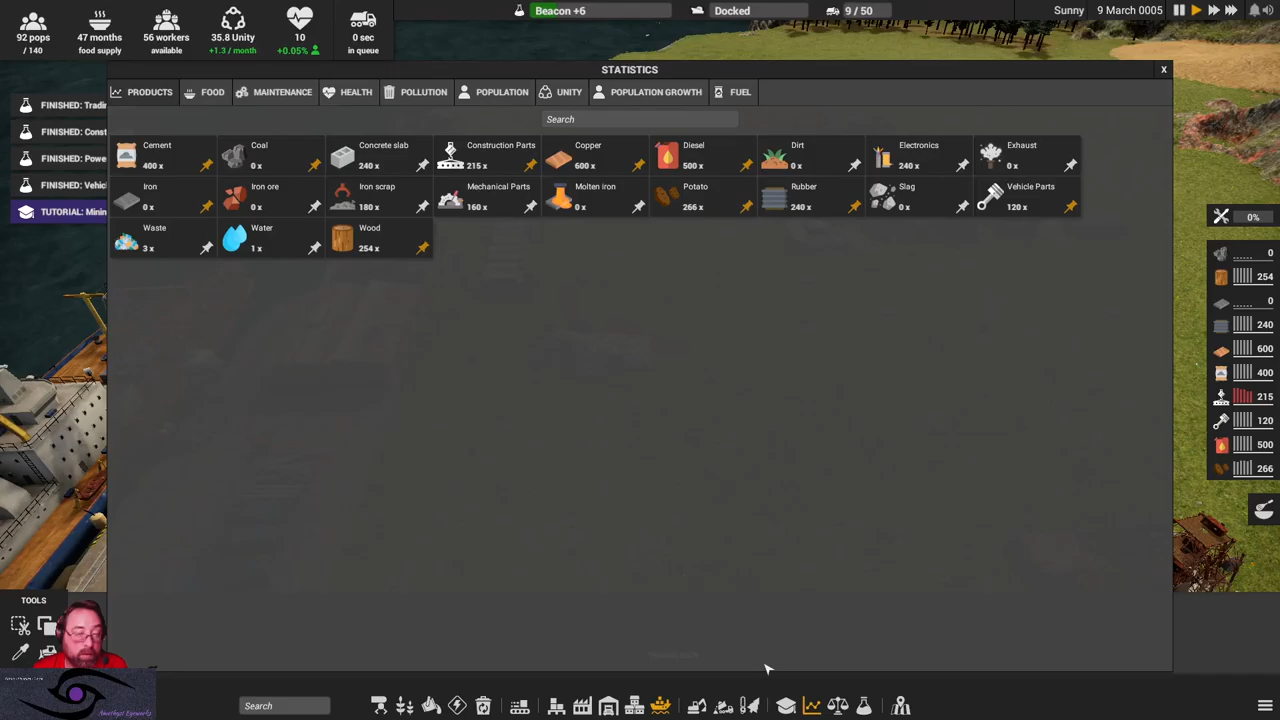 92 pops
/ 140
47 months
food supply
56 workers
available
35.8 Unity
+1.3 / month
10
+0.05%
0 sec
in queue
Beacon +6
Docked
9 / 50
Sunny
9 March 0005
STATISTICS
X
PRODUCTS
FOOD
MAINTENANCE
HEALTH
POLLUTION
POPULATION
UNITY
POPULATION GROWTH
FUEL
Search
FINISHED: Tradi
FINISHED: Const
FINISHED: Powe
FINISHED: Vehic
TUTORIAL: Minin
Cement
400 x
Coal
0 x
Concrete slab
240 x
Construction Parts
215 x
Copper
600 x
Diesel
500 x
Dirt
0 x
Electronics
240 x
Exhaust
0 x
Iron
0 x
Iron ore
0 x
Iron scrap
180 x
Mechanical Parts
160 x
Molten iron
0 x
Potato
266 x
Rubber
240 x
Slag
0 x
Vehicle Parts
120 x
Waste
3 x
Water
1 x
Wood
254 x
0%
0
254
0
240
600
400
215
120
500
266
TOOLS
Amethyst Eyeworks
Search